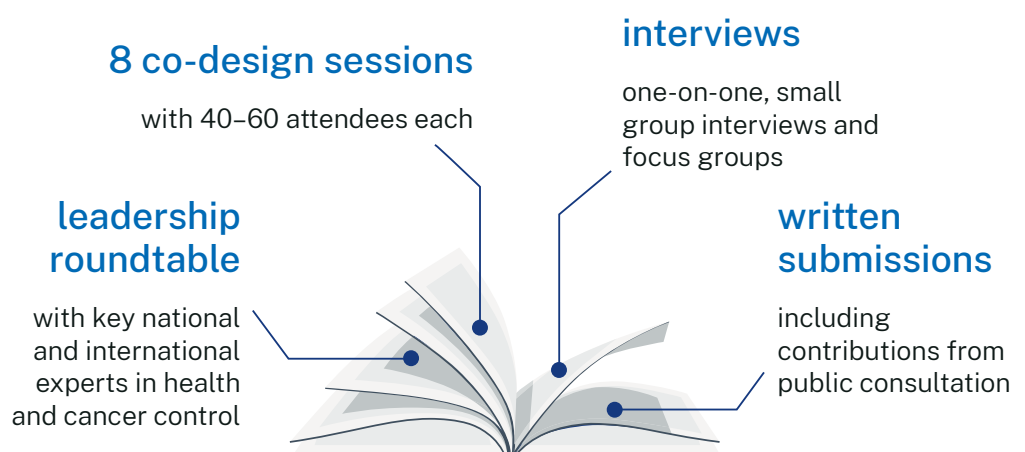 8 co-design sessions
with 40–60 attendees each
interviews
one-on-one, small
group interviews and
focus groups
leadership
roundtable
with key national
and international
experts in health
and cancer control
written
submissions
including
contributions from
public consultation